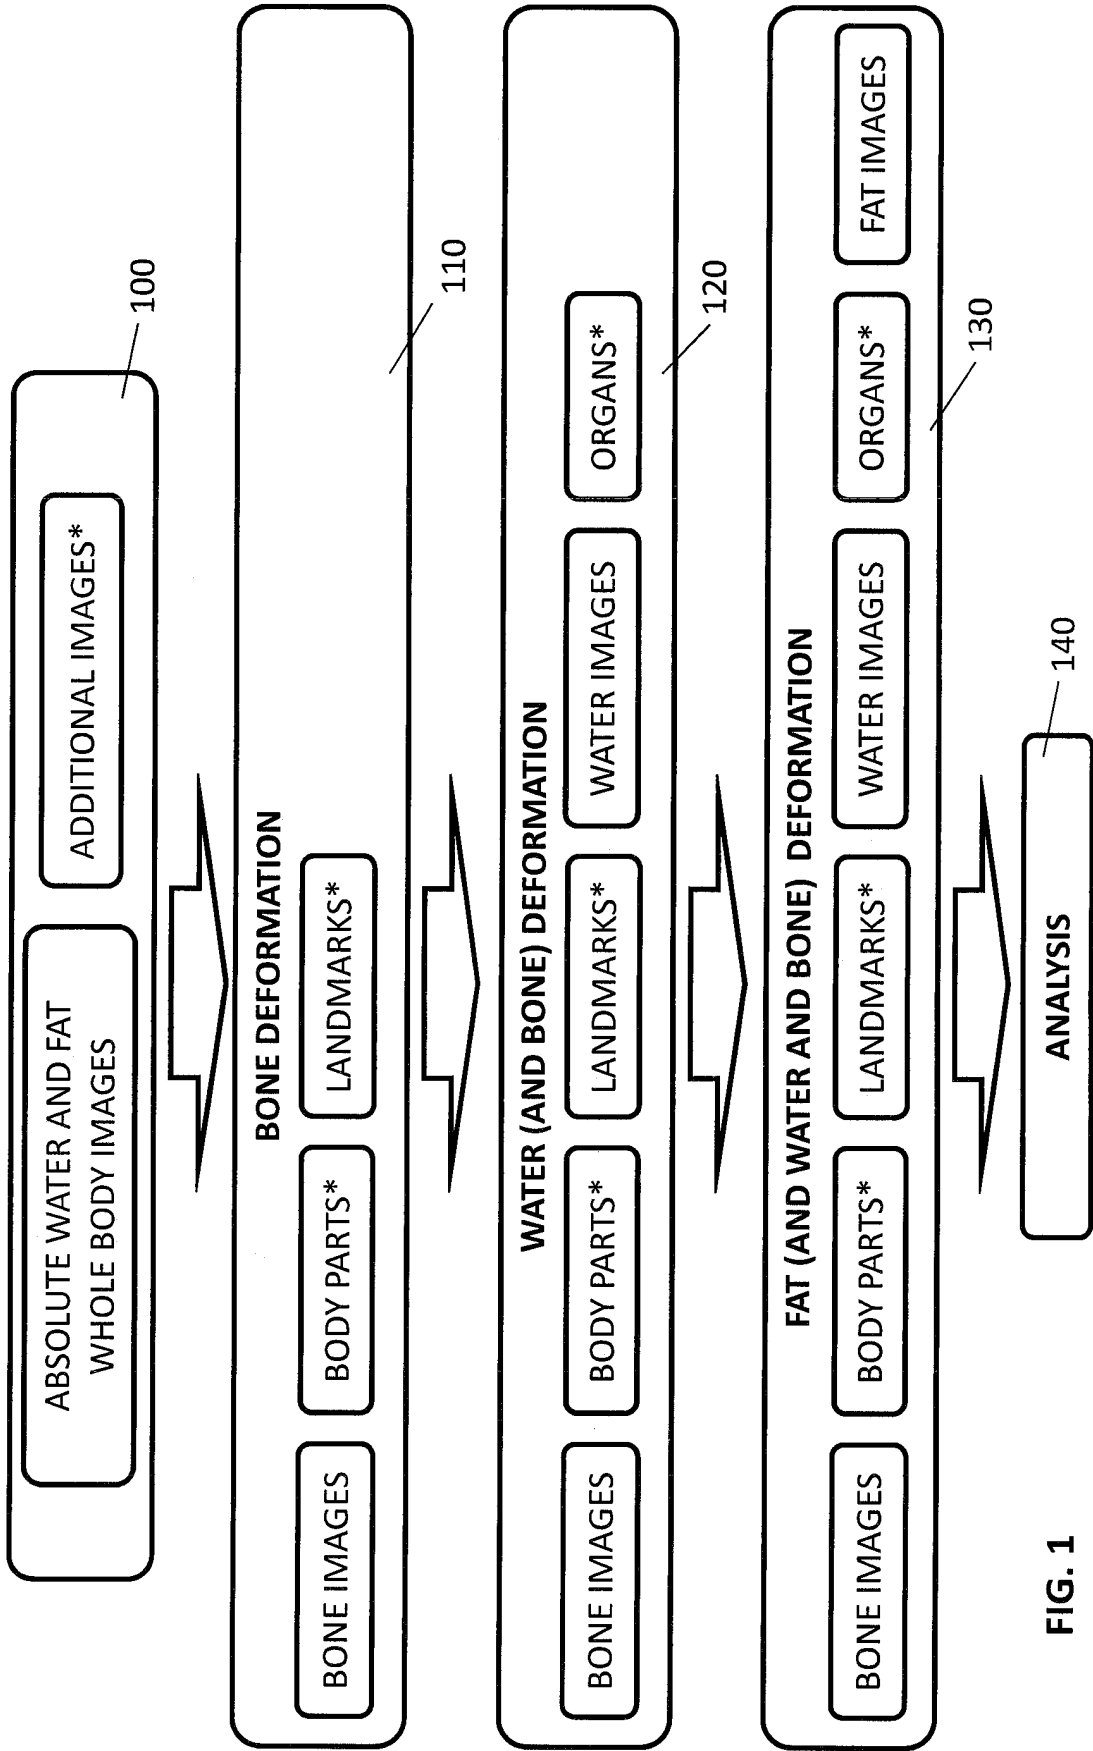 ABSOLUTE WATER AND FAT
WHOLE BODY IMAGES
ADDITIONAL IMAGES*
100
BONE DEFORMATION
BONE IMAGES
BODY PARTS*
LANDMARKS*
110
WATER (AND BONE) DEFORMATION
BONE IMAGES
BODY PARTS*
LANDMARKS*
WATER IMAGES
ORGANS*
120
FAT (AND WATER AND BONE) DEFORMATION
BONE IMAGES
BODY PARTS*
LANDMARKS*
WATER IMAGES
ORGANS*
FAT IMAGES
130
ANALYSIS
140
FIG. 1